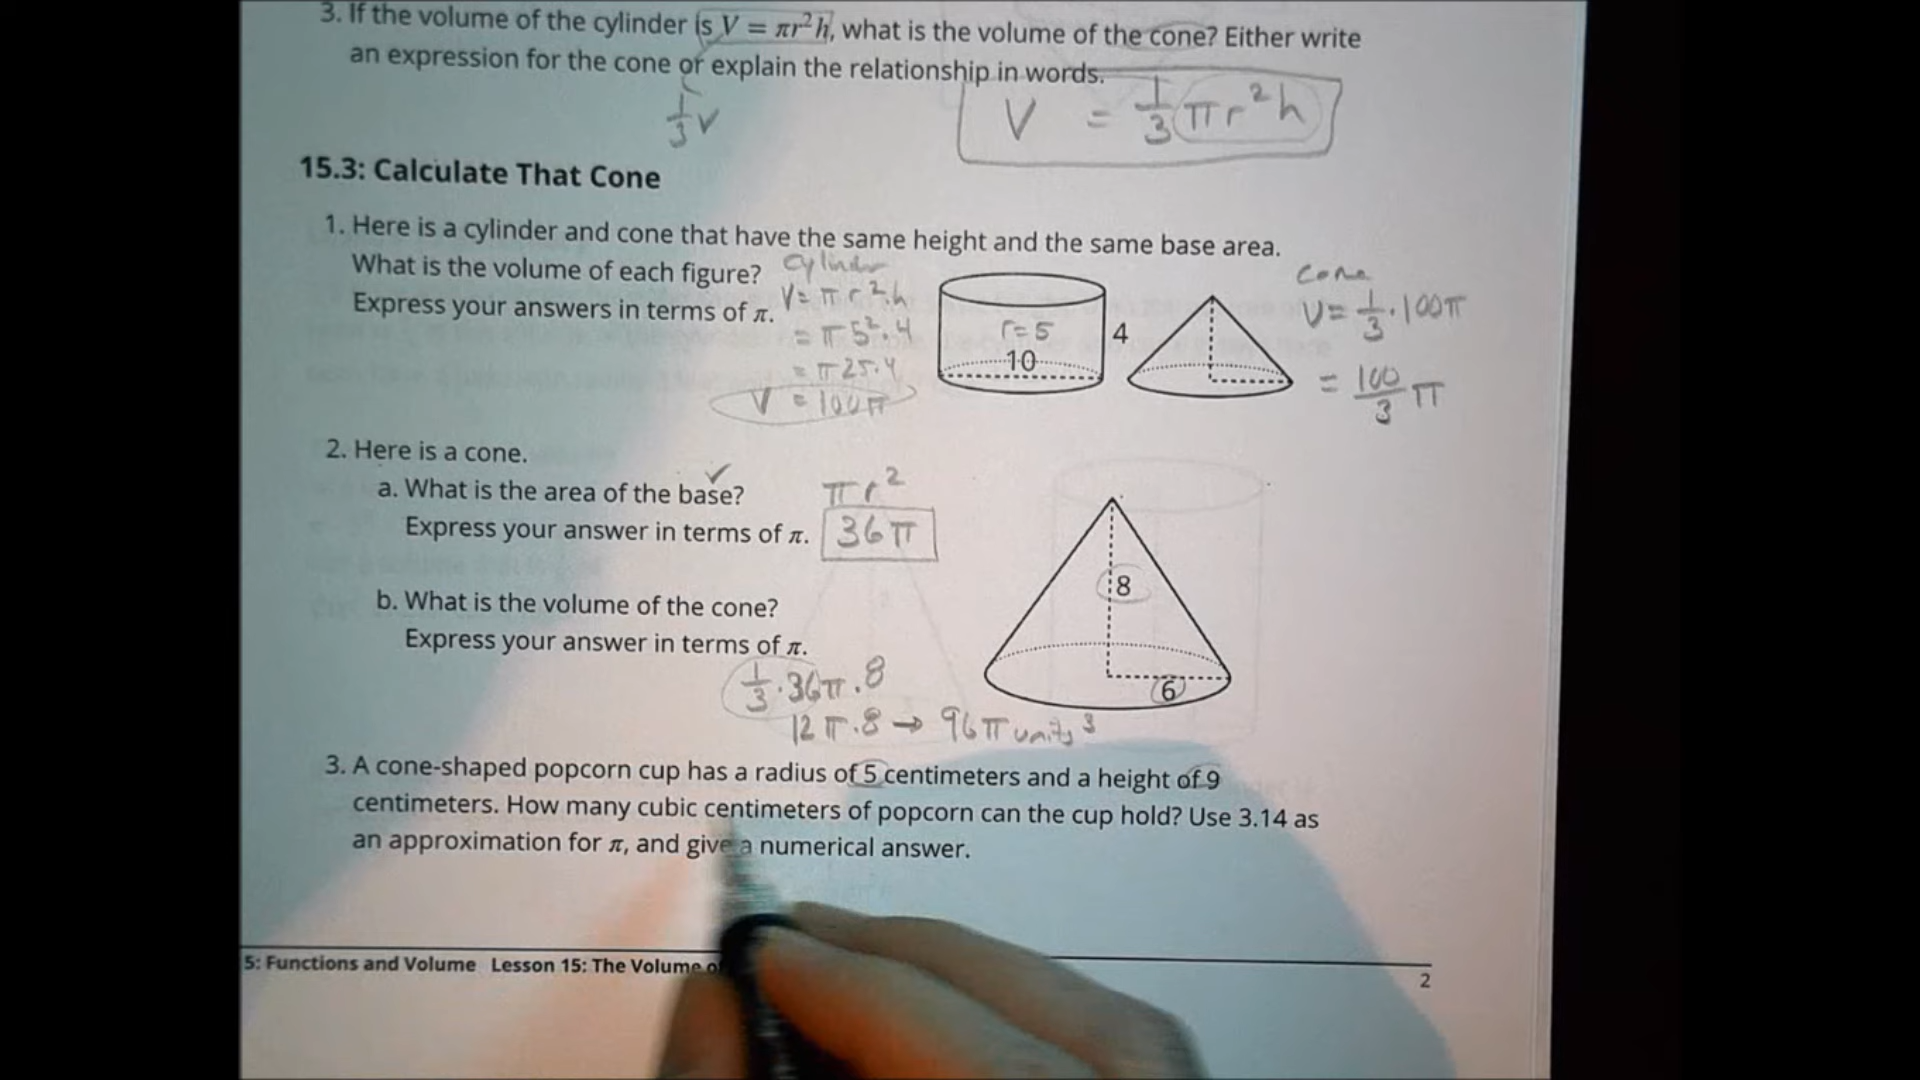 3. If the volume of the cylinder is V = πr²h, what is the volume of the cone? Either write
an expression for the cone or explain the relationship in words.
1/3 V
V = 1/3 πr²h
15.3: Calculate That Cone
1. Here is a cylinder and cone that have the same height and the same base area.
What is the volume of each figure?
Express your answers in terms of π.
Cylinder
V = πr²·h
= π5²·4
= π25·4
V = 100π
r=5
10
4
Cone
V = 1/3 · 100π
= 100/3 π
2. Here is a cone.
a. What is the area of the base? ✓
Express your answer in terms of π.
πr²
36π
b. What is the volume of the cone?
Express your answer in terms of π.
1/3 · 36π · 8
12π · 8 → 96π units³
8
6
3. A cone-shaped popcorn cup has a radius of 5 centimeters and a height of 9
centimeters. How many cubic centimeters of popcorn can the cup hold? Use 3.14 as
an approximation for π, and give a numerical answer.
5: Functions and Volume Lesson 15: The Volume
2